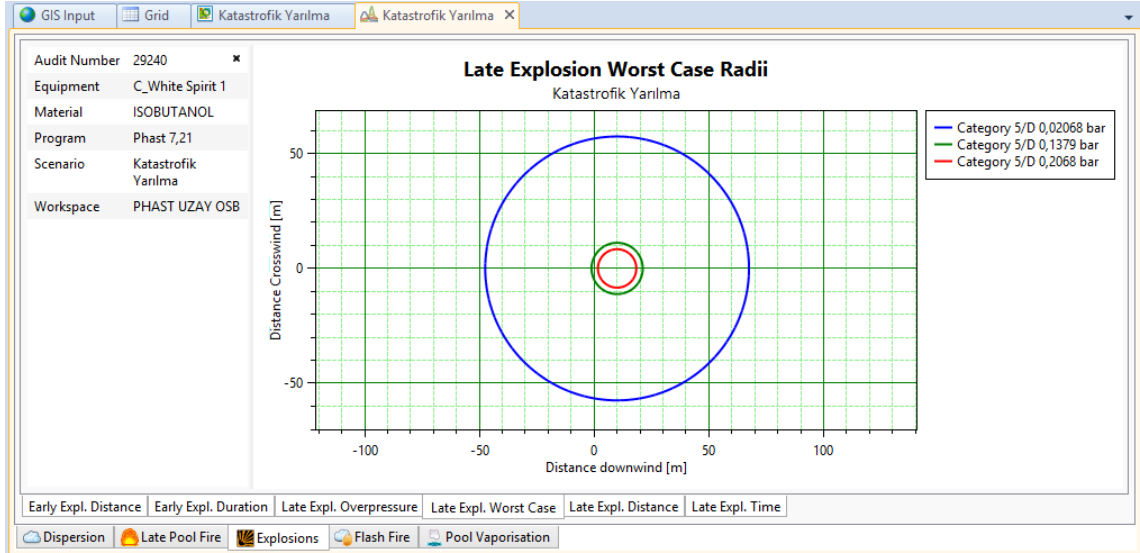 GIS Input
Grid
Katastrofik Yarılma
Katastrofik Yarılma
Audit Number 29240
Equipment C_White Spirit 1
Material ISOBUTANOL
Program Phast 7,21
Scenario Katastrofik
Yarılma
Workspace PHAST UZAY OSB
Late Explosion Worst Case Radii
Katastrofik Yarılma
Category 5/D 0,02068 bar
Category 5/D 0,1379 bar
Category 5/D 0,2068 bar
Distance Crosswind [m]
50
0
-50
-100 -50 0 50 100
Distance downwind [m]
Early Expl. Distance Early Expl. Duration Late Expl. Overpressure Late Expl. Worst Case Late Expl. Distance Late Expl. Time
Dispersion Late Pool Fire Explosions Flash Fire Pool Vaporisation